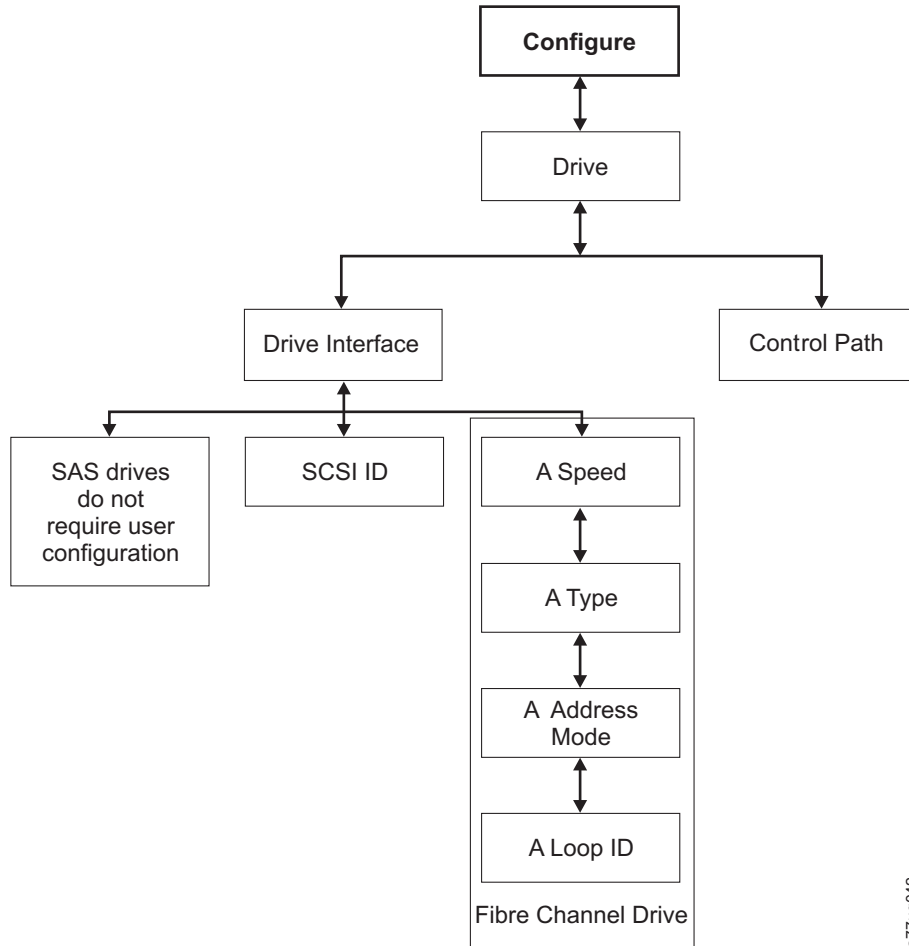 Configure
Drive
Drive Interface
Control Path
SAS drives
do not
require user
configuration
SCSI ID
A Speed
A Type
A Address
Mode
A Loop ID
Fibre Channel Drive